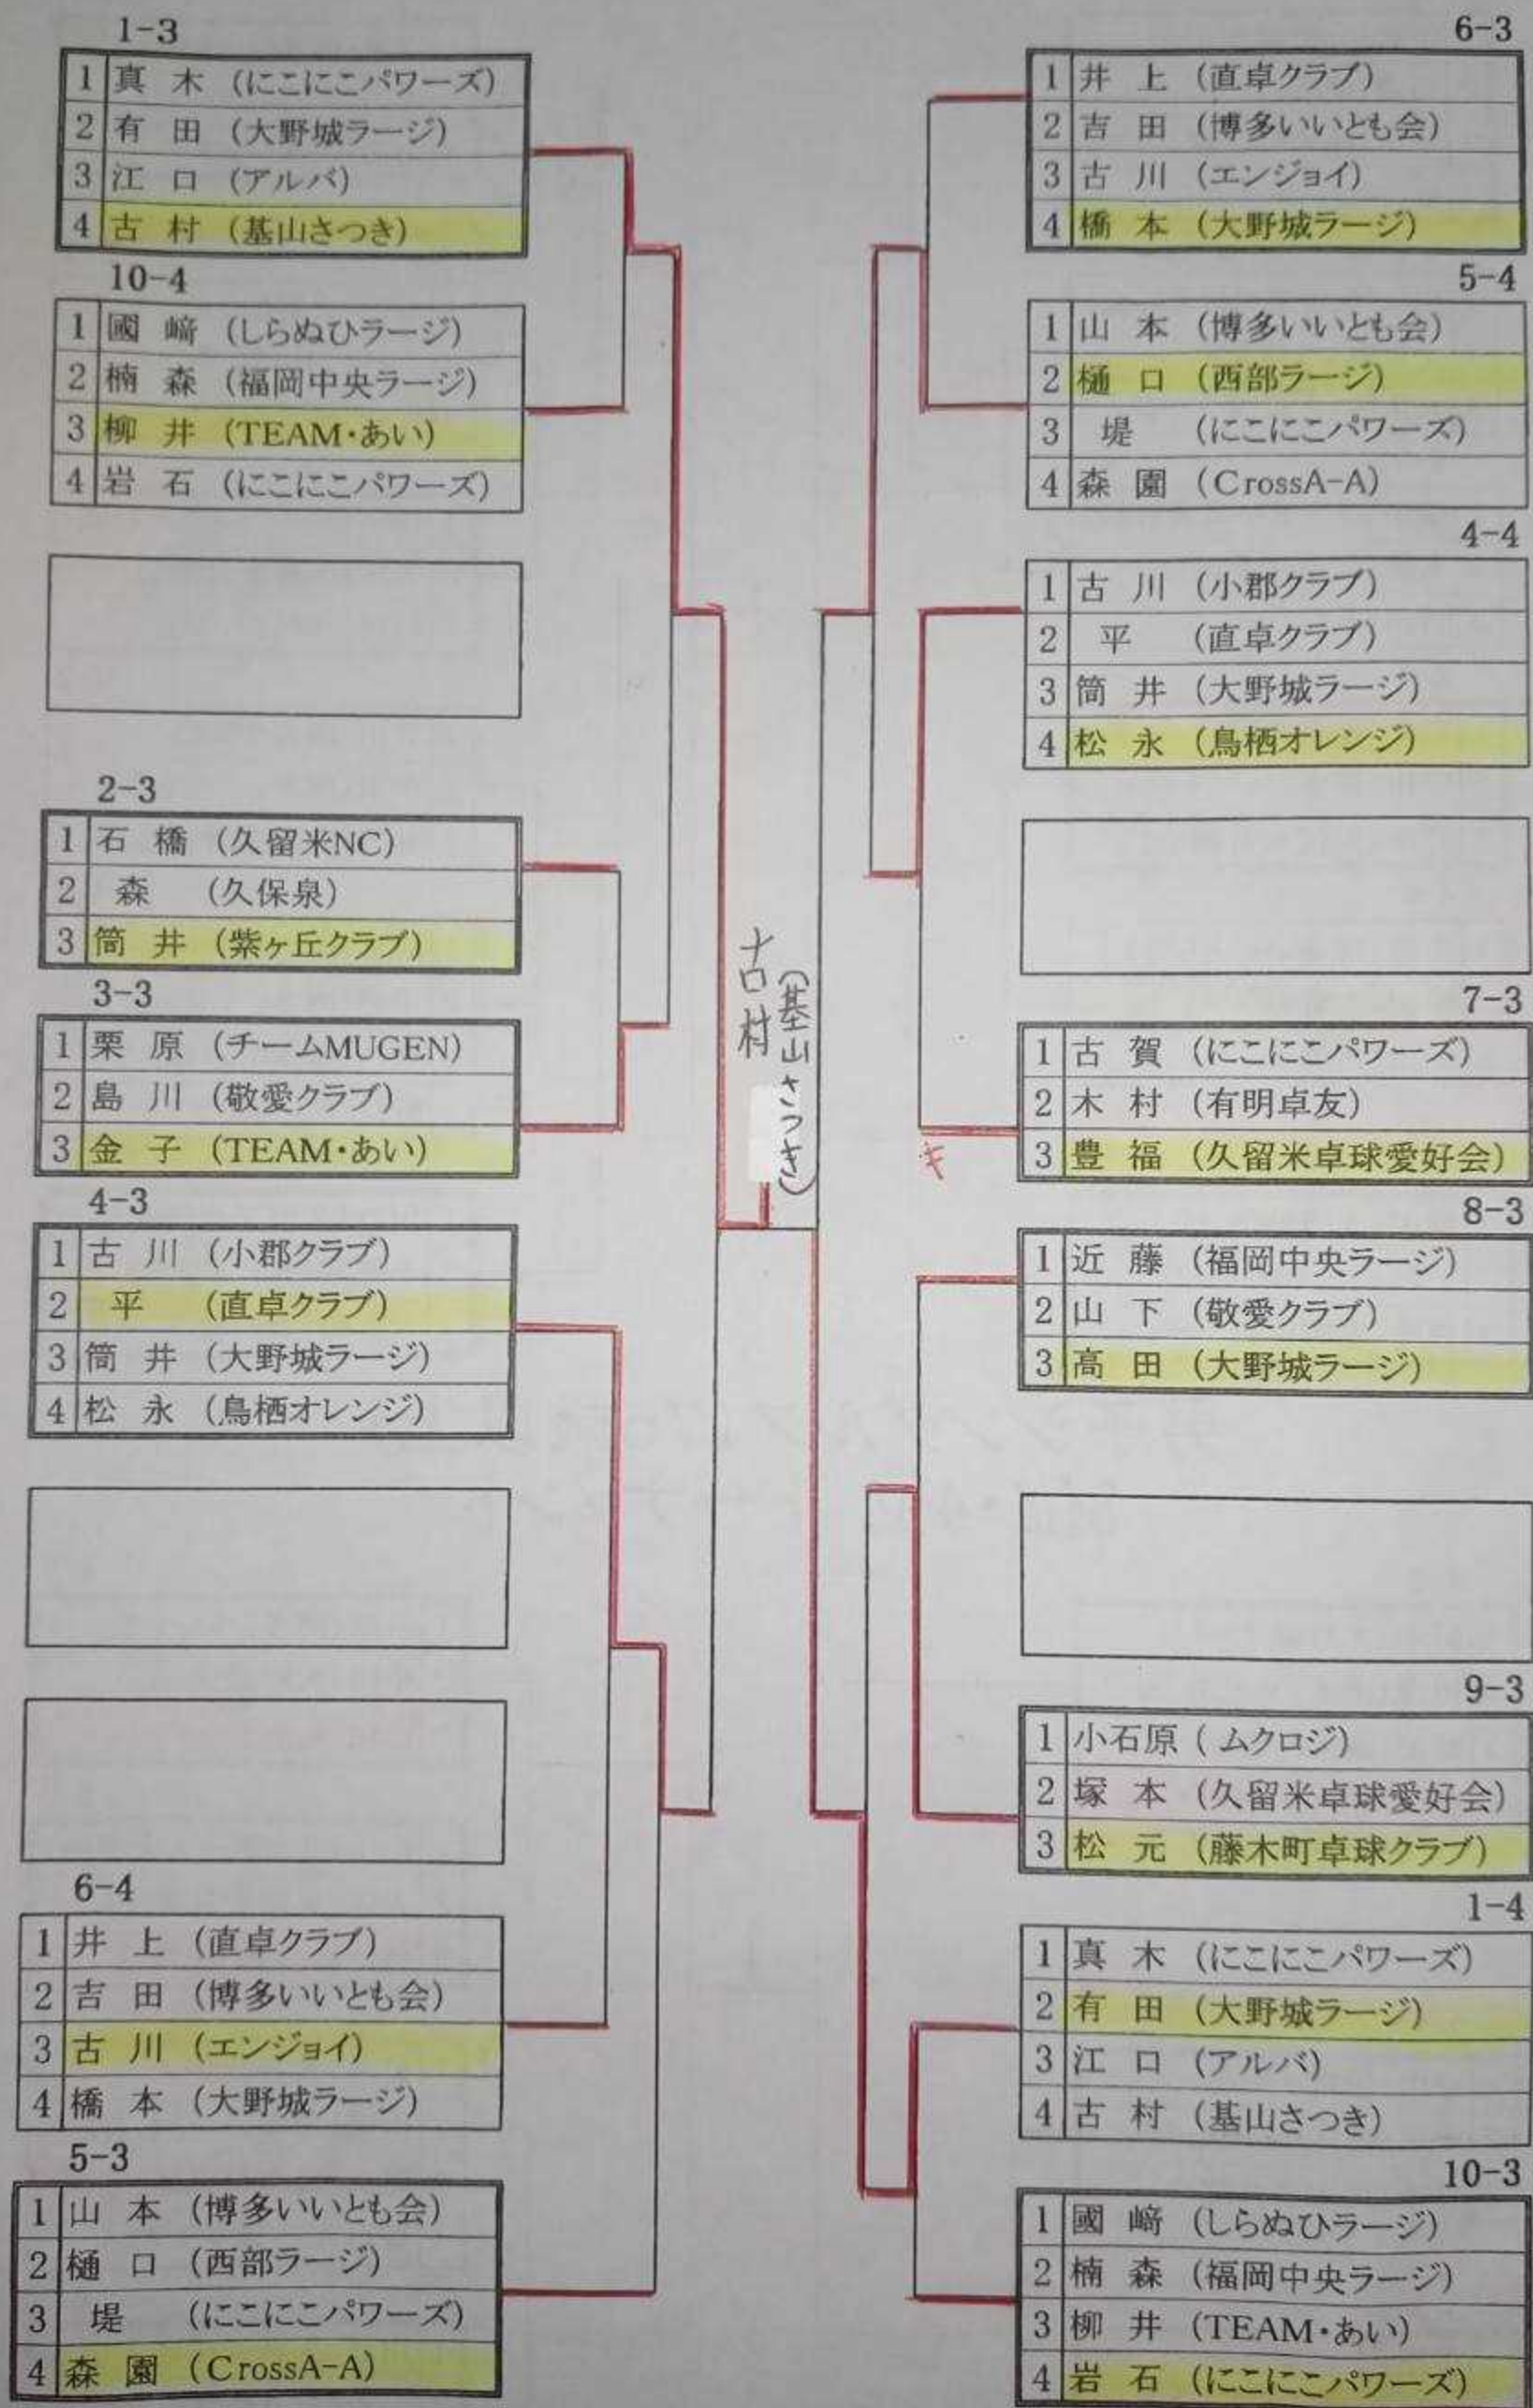 1-3
1 真木 (にこにこパワーズ)
2 有田 (大野城ラージ)
3 江口 (アルバ)
4 古村 (基山さつき)
10-4
1 國﨑 (しらぬひラージ)
2 楠森 (福岡中央ラージ)
3 柳井 (TEAM・あい)
4 岩石 (にこにこパワーズ)
2-3
1 石橋 (久留米NC)
2 森 (久保泉)
3 筒井 (紫ヶ丘クラブ)
3-3
1 栗原 (チームMUGEN)
2 島川 (敬愛クラブ)
3 金子 (TEAM・あい)
4-3
1 古川 (小郡クラブ)
2 平 (直卓クラブ)
3 筒井 (大野城ラージ)
4 松永 (鳥栖オレンジ)
6-4
1 井上 (直卓クラブ)
2 吉田 (博多いいとも会)
3 古川 (エンジョイ)
4 橋本 (大野城ラージ)
5-3
1 山本 (博多いいとも会)
2 樋口 (西部ラージ)
3 堤 (にこにこパワーズ)
4 森園 (CrossA-A)
古村
(基山さつき)
6-3
1 井上 (直卓クラブ)
2 吉田 (博多いいとも会)
3 古川 (エンジョイ)
4 橋本 (大野城ラージ)
5-4
1 山本 (博多いいとも会)
2 樋口 (西部ラージ)
3 堤 (にこにこパワーズ)
4 森園 (CrossA-A)
4-4
1 古川 (小郡クラブ)
2 平 (直卓クラブ)
3 筒井 (大野城ラージ)
4 松永 (鳥栖オレンジ)
7-3
1 古賀 (にこにこパワーズ)
2 木村 (有明卓友)
3 豊福 (久留米卓球愛好会)
キ
8-3
1 近藤 (福岡中央ラージ)
2 山下 (敬愛クラブ)
3 高田 (大野城ラージ)
9-3
1 小石原 (ムクロジ)
2 塚本 (久留米卓球愛好会)
3 松元 (藤木町卓球クラブ)
1-4
1 真木 (にこにこパワーズ)
2 有田 (大野城ラージ)
3 江口 (アルバ)
4 古村 (基山さつき)
10-3
1 國﨑 (しらぬひラージ)
2 楠森 (福岡中央ラージ)
3 柳井 (TEAM・あい)
4 岩石 (にこにこパワーズ)